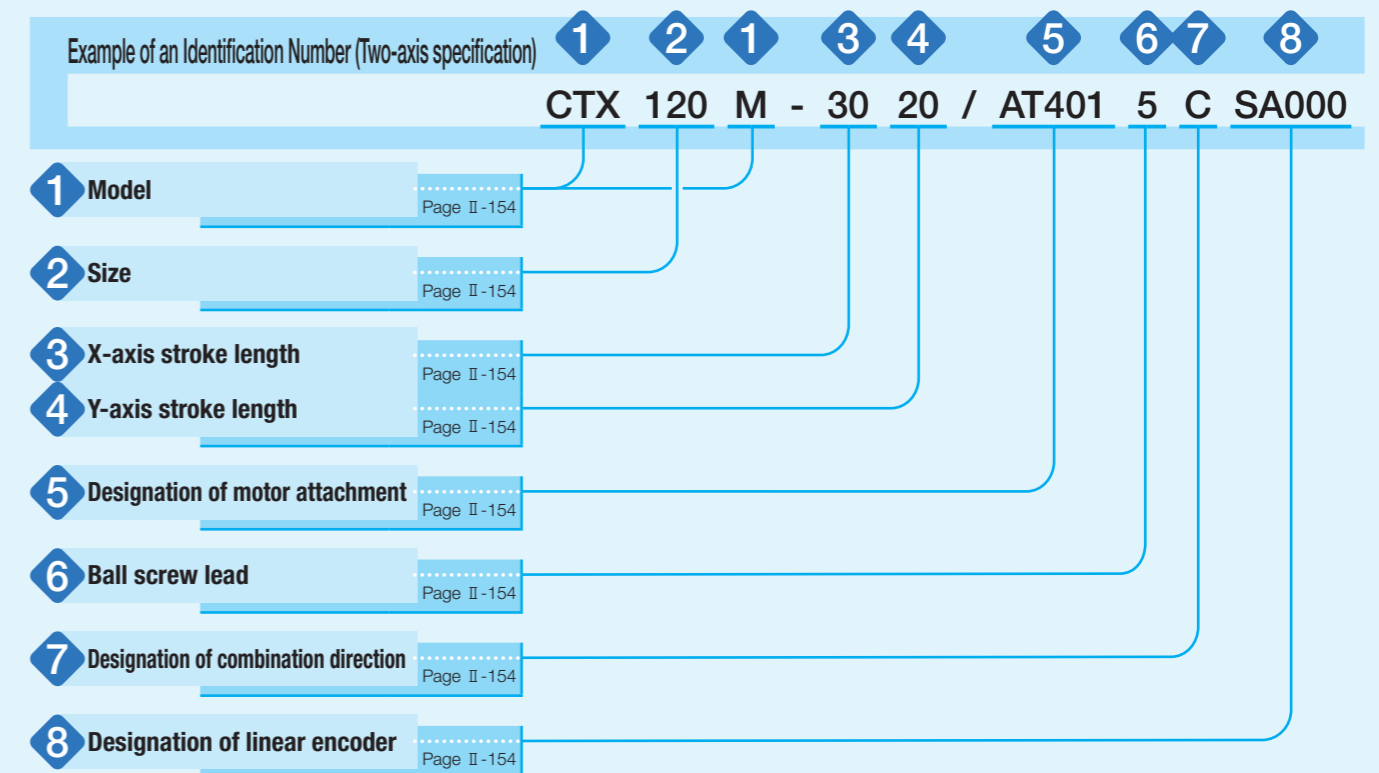 Example of an Identification Number (Two-axis specification) 1 2 1 3 4 5 6 7 8
CTX 120 M - 30 20 / AT401 5 C SA000
1 Model
Page Ⅱ-154
2 Size
Page Ⅱ-154
3 X-axis stroke length
Page Ⅱ-154
4 Y-axis stroke length
Page Ⅱ-154
5 Designation of motor attachment
Page Ⅱ-154
6 Ball screw lead
Page Ⅱ-154
7 Designation of combination direction
Page Ⅱ-154
8 Designation of linear encoder
Page Ⅱ-154